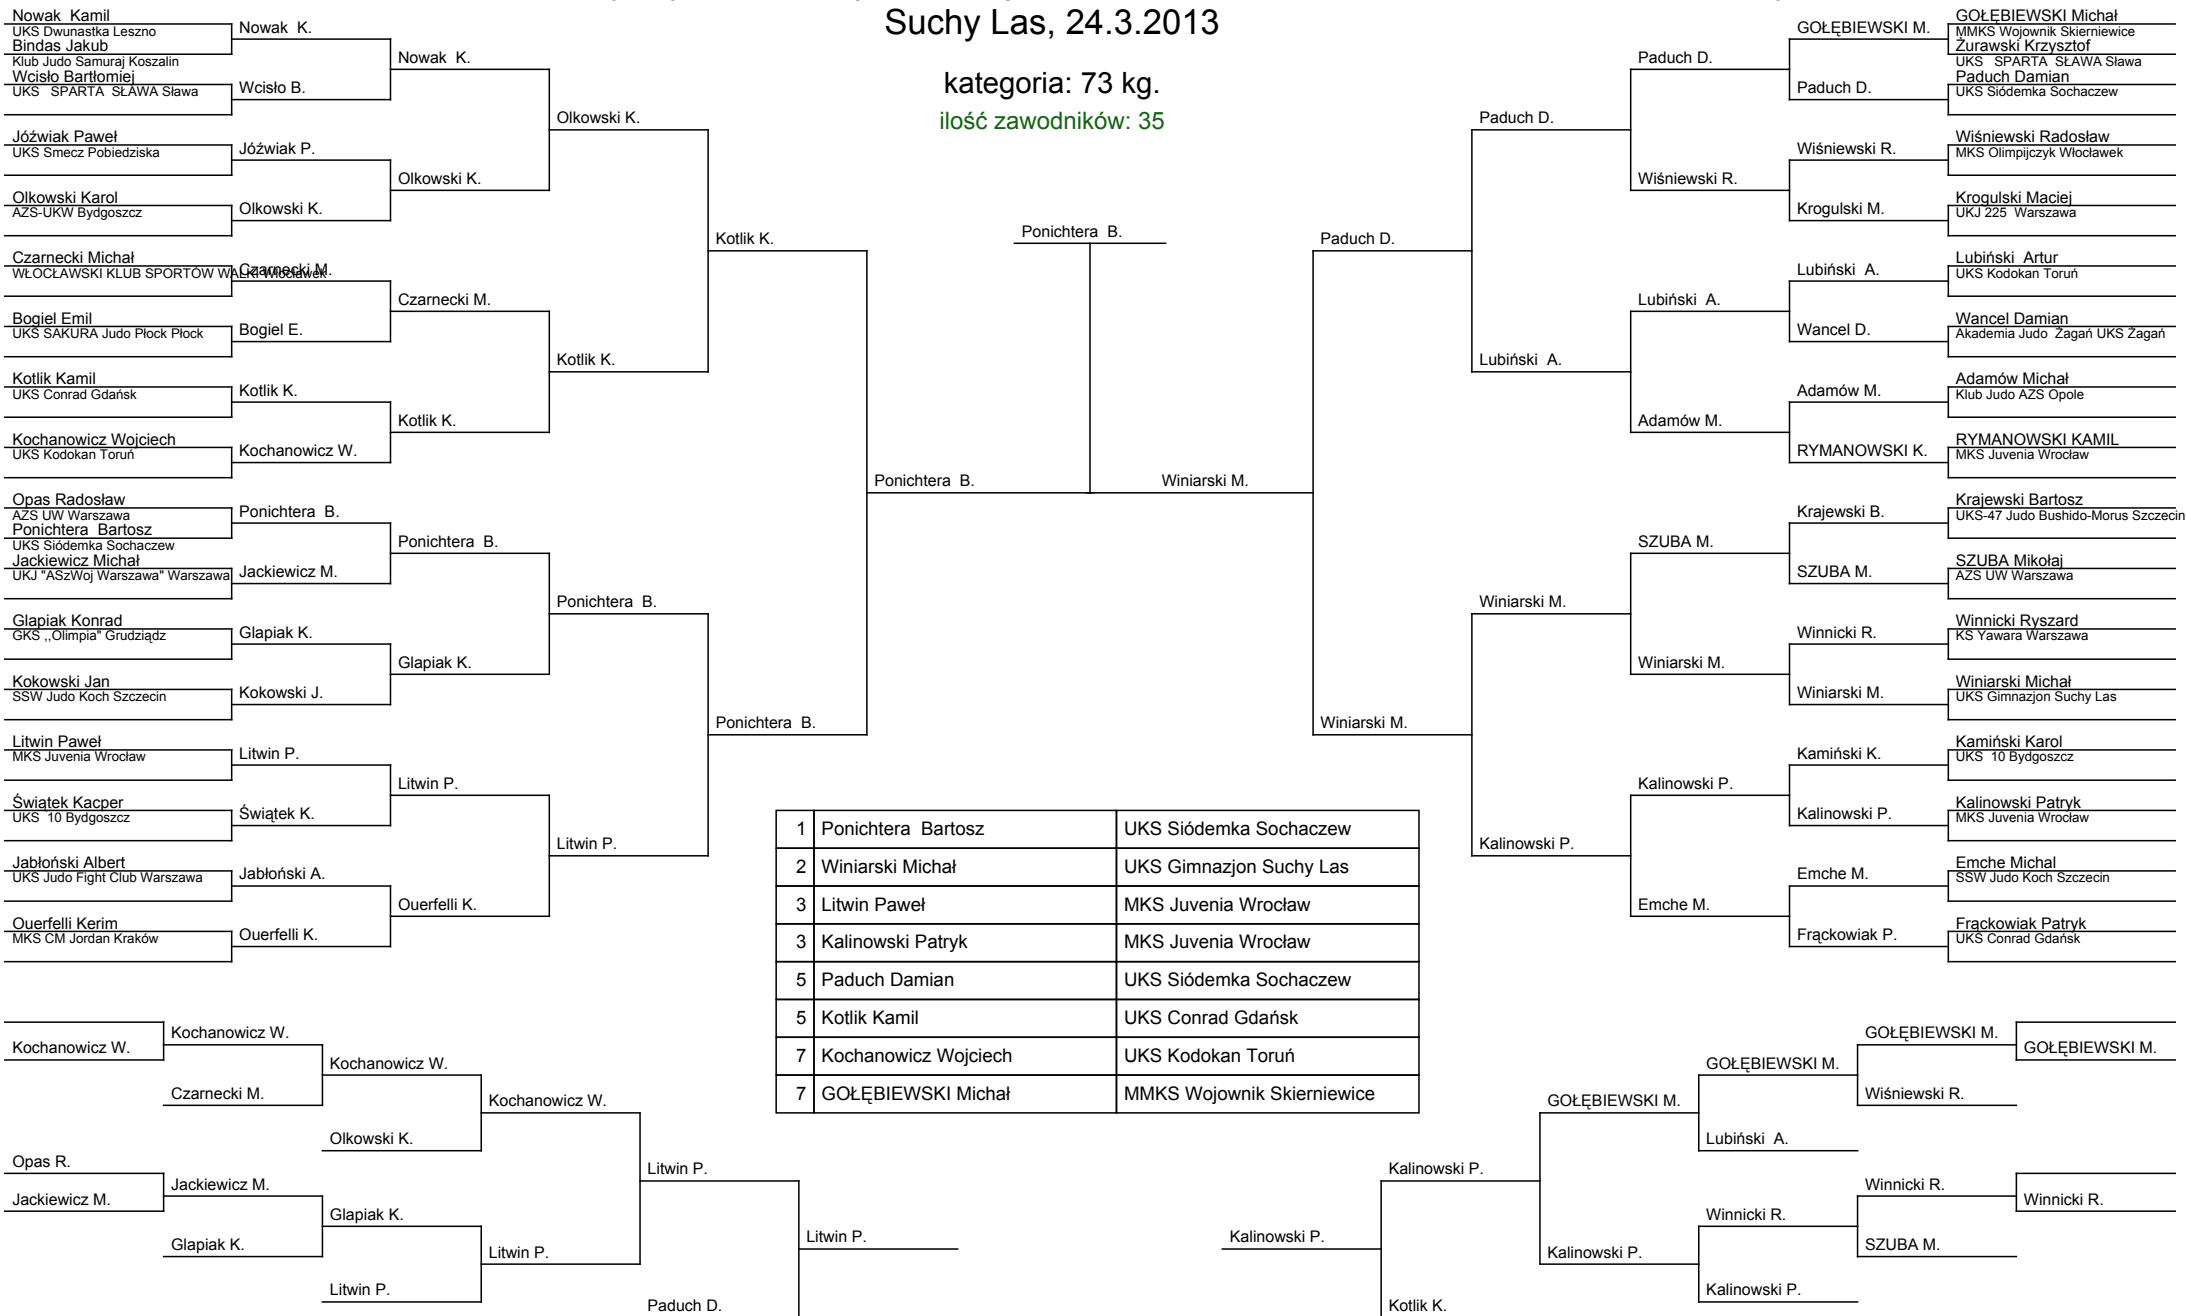 Suchy Las, 24.3.2013
kategoria: 73 kg.
ilość zawodników: 35
Nowak Kamil
UKS Dwunastka Leszno
Bindas Jakub
Klub Judo Samuraj Koszalin
Wcisło Bartłomiej
UKS SPARTA SŁAWA Sława
Jóźwiak Paweł
UKS Smecz Pobiedziska
Olkowski Karol
AZS-UKW Bydgoszcz
Czarnecki Michał
WŁOCŁAWSKI KLUB SPORTÓW WALKI Włocławek
Bogiel Emil
UKS SAKURA Judo Płock Płock
Kotlik Kamil
UKS Conrad Gdańsk
Kochanowicz Wojciech
UKS Kodokan Toruń
Opas Radosław
AZS UW Warszawa
Ponichtera Bartosz
UKS Siódemka Sochaczew
Jackiewicz Michał
UKJ "ASzWoj Warszawa" Warszawa
Glapiak Konrad
GKS ,,Olimpia" Grudziądz
Kokowski Jan
SSW Judo Koch Szczecin
Litwin Paweł
MKS Juvenia Wrocław
Świątek Kacper
UKS 10 Bydgoszcz
Jabłoński Albert
UKS Judo Fight Club Warszawa
Ouerfelli Kerim
MKS CM Jordan Kraków
Nowak K.
Wcisło B.
Jóźwiak P.
Olkowski K.
Czarnecki M.
Bogiel E.
Kotlik K.
Kochanowicz W.
Ponichtera B.
Jackiewicz M.
Glapiak K.
Kokowski J.
Litwin P.
Świątek K.
Jabłoński A.
Ouerfelli K.
Nowak K.
Olkowski K.
Czarnecki M.
Kotlik K.
Ponichtera B.
Glapiak K.
Litwin P.
Ouerfelli K.
Olkowski K.
Kotlik K.
Ponichtera B.
Litwin P.
Kotlik K.
Ponichtera B.
Ponichtera B.
Ponichtera B.
Winiarski M.
Paduch D.
Winiarski M.
Paduch D.
Lubiński A.
Winiarski M.
Kalinowski P.
Paduch D.
Wiśniewski R.
Lubiński A.
Adamów M.
SZUBA M.
Winiarski M.
Kalinowski P.
Emche M.
GOŁĘBIEWSKI M.
Paduch D.
Wiśniewski R.
Krogulski M.
Lubiński A.
Wancel D.
Adamów M.
RYMANOWSKI K.
Krajewski B.
SZUBA M.
Winnicki R.
Winiarski M.
Kamiński K.
Kalinowski P.
Emche M.
Frąckowiak P.
GOŁĘBIEWSKI Michał
MMKS Wojownik Skierniewice
Żurawski Krzysztof
UKS SPARTA SŁAWA Sława
Paduch Damian
UKS Siódemka Sochaczew
Wiśniewski Radosław
MKS Olimpijczyk Włocławek
Krogulski Maciej
UKJ 225 Warszawa
Lubiński Artur
UKS Kodokan Toruń
Wancel Damian
Akademia Judo Żagań UKS Żagań
Adamów Michał
Klub Judo AZS Opole
RYMANOWSKI KAMIL
MKS Juvenia Wrocław
Krajewski Bartosz
UKS-47 Judo Bushido-Morus Szczecin
SZUBA Mikołaj
AZS UW Warszawa
Winnicki Ryszard
KS Yawara Warszawa
Winiarski Michał
UKS Gimnazjon Suchy Las
Kamiński Karol
UKS 10 Bydgoszcz
Kalinowski Patryk
MKS Juvenia Wrocław
Emche Michal
SSW Judo Koch Szczecin
Frąckowiak Patryk
UKS Conrad Gdańsk
1 Ponichtera Bartosz UKS Siódemka Sochaczew
2 Winiarski Michał UKS Gimnazjon Suchy Las
3 Litwin Paweł MKS Juvenia Wrocław
3 Kalinowski Patryk MKS Juvenia Wrocław
5 Paduch Damian UKS Siódemka Sochaczew
5 Kotlik Kamil UKS Conrad Gdańsk
7 Kochanowicz Wojciech UKS Kodokan Toruń
7 GOŁĘBIEWSKI Michał MMKS Wojownik Skierniewice
Kochanowicz W.
Opas R.
Jackiewicz M.
Kochanowicz W.
Czarnecki M.
Jackiewicz M.
Glapiak K.
Kochanowicz W.
Olkowski K.
Glapiak K.
Litwin P.
Kochanowicz W.
Litwin P.
Litwin P.
Paduch D.
Litwin P.
Kalinowski P.
Kalinowski P.
Kotlik K.
GOŁĘBIEWSKI M.
Kalinowski P.
GOŁĘBIEWSKI M.
Lubiński A.
Winnicki R.
Kalinowski P.
GOŁĘBIEWSKI M.
Wiśniewski R.
Winnicki R.
SZUBA M.
GOŁĘBIEWSKI M.
Winnicki R.